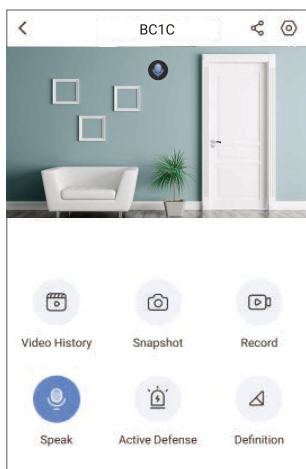 BC1C
Video History
Snapshot
Record
Speak
Active Defense
Definition